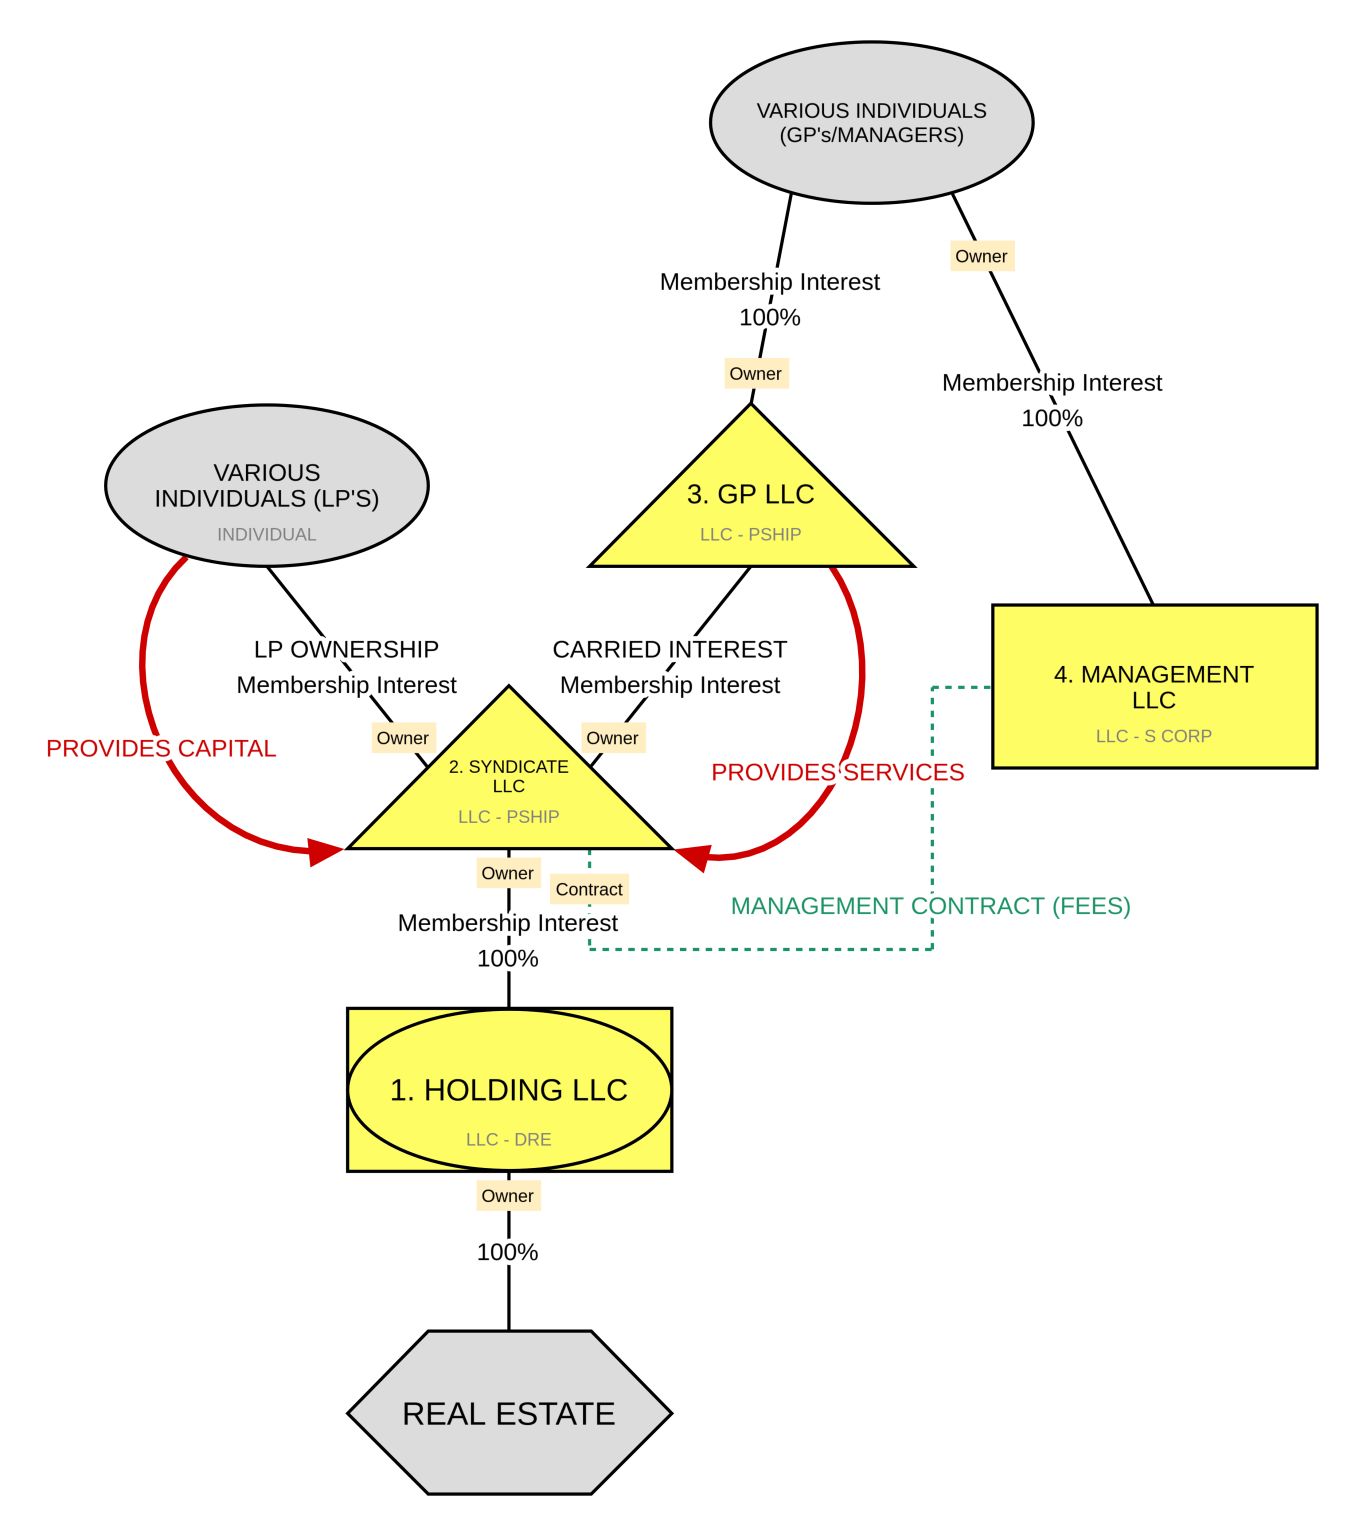 VARIOUS INDIVIDUALS
(GP's/MANAGERS)
Owner
Membership Interest
100%
Owner
Membership Interest
100%
VARIOUS
INDIVIDUALS (LP'S)
INDIVIDUAL
3. GP LLC
LLC - PSHIP
LP OWNERSHIP
Membership Interest
Owner
CARRIED INTEREST
Membership Interest
Owner
4. MANAGEMENT
LLC
LLC - S CORP
PROVIDES CAPITAL
2. SYNDICATE
LLC
LLC - PSHIP
PROVIDES SERVICES
Owner
Contract
Membership Interest
100%
MANAGEMENT CONTRACT (FEES)
1. HOLDING LLC
LLC - DRE
Owner
100%
REAL ESTATE